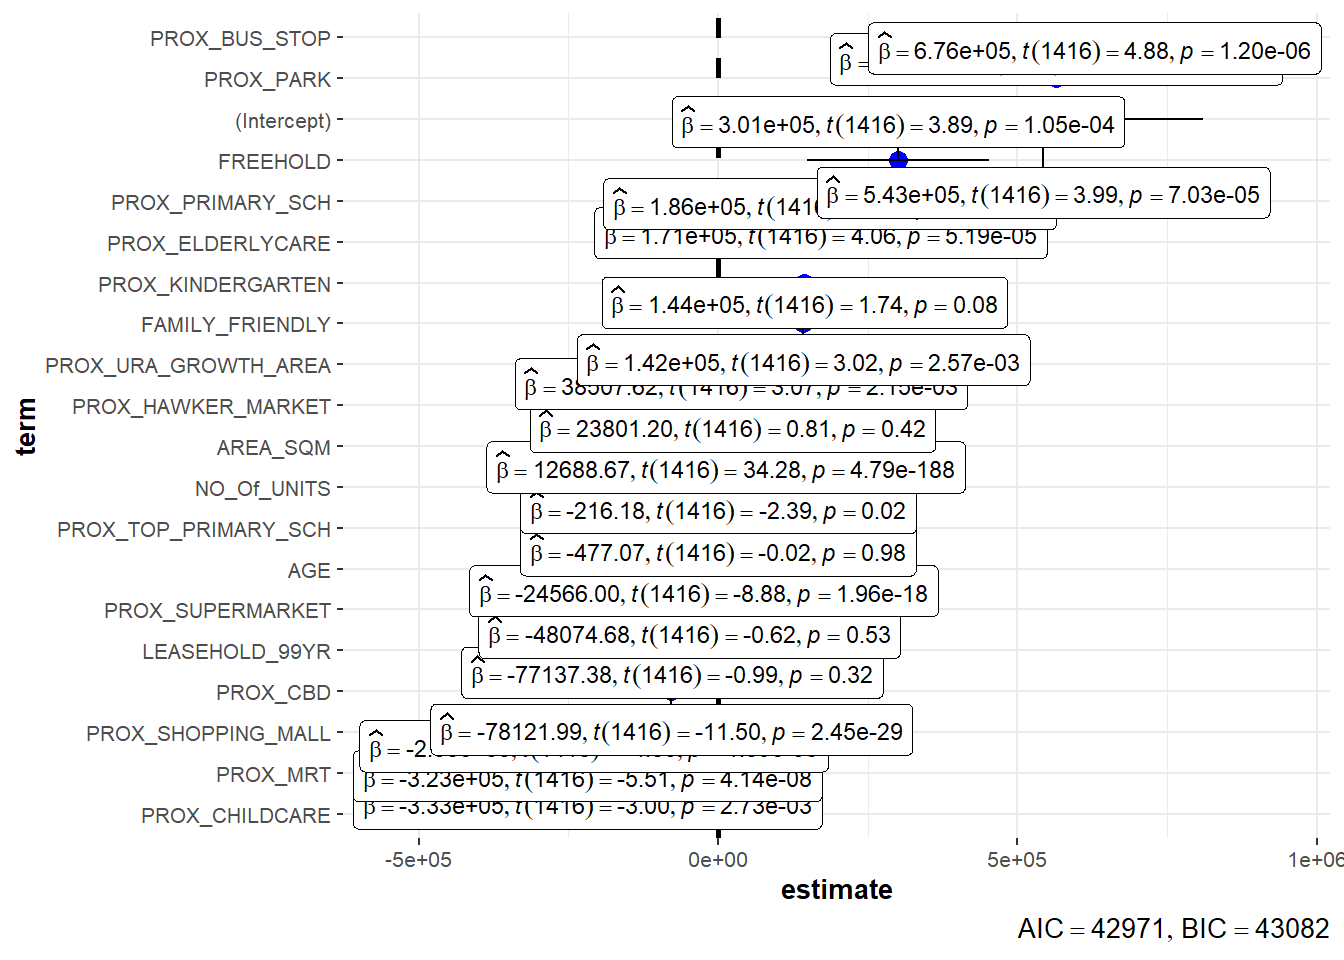 PROX_BUS_STOP
PROX_PARK
(Intercept)
FREEHOLD
PROX_PRIMARY_SCH
PROX_ELDERLYCARE
PROX_KINDERGARTEN
FAMILY_FRIENDLY
PROX_URA_GROWTH_AREA
PROX_HAWKER_MARKET
AREA_SQM
NO_Of_UNITS
PROX_TOP_PRIMARY_SCH
AGE
PROX_SUPERMARKET
LEASEHOLD_99YR
PROX_CBD
PROX_SHOPPING_MALL
PROX_MRT
PROX_CHILDCARE
term
β̂ = 6.76e+05, t(1416) = 4.88, p = 1.20e-06
β̂ =
β̂ = 3.01e+05, t(1416) = 3.89, p = 1.05e-04
β̂ = 5.43e+05, t(1416) = 3.99, p = 7.03e-05
β̂ = 1.86e+05, t(141
β̂ = 1.71e+05, t(1416) = 4.06, p = 5.19e-05
β̂ = 1.44e+05, t(1416) = 1.74, p = 0.08
β̂ = 1.42e+05, t(1416) = 3.02, p = 2.57e-03
β̂ = 38507.62, t(1416) = 3.07, p = 2.15e-03
β̂ = 23801.20, t(1416) = 0.81, p = 0.42
β̂ = 12688.67, t(1416) = 34.28, p = 4.79e-188
β̂ = -216.18, t(1416) = -2.39, p = 0.02
β̂ = -477.07, t(1416) = -0.02, p = 0.98
β̂ = -24566.00, t(1416) = -8.88, p = 1.96e-18
β̂ = -48074.68, t(1416) = -0.62, p = 0.53
β̂ = -77137.38, t(1416) = -0.99, p = 0.32
β̂ = -78121.99, t(1416) = -11.50, p = 2.45e-29
β̂ = -2
β̂ = -3.23e+05, t(1416) = -5.51, p = 4.14e-08
β̂ = -3.33e+05, t(1416) = -3.00, p = 2.73e-03
-5e+05 0e+00 5e+05 1e+06
estimate
AIC = 42971, BIC = 43082